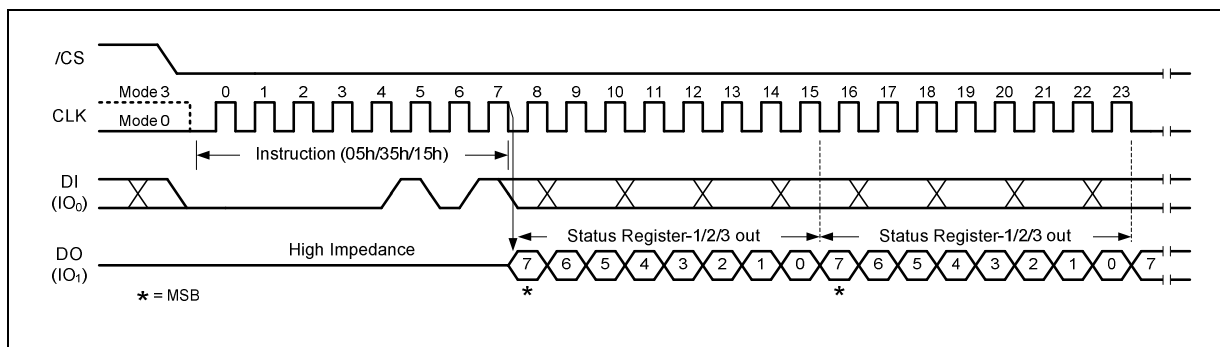 /CS
Mode 3
0 1 2 3 4 5 6 7 8 9 10 11 12 13 14 15 16 17 18 19 20 21 22 23
CLK
Mode 0
Instruction (05h/35h/15h)
DI
(IO0)
Status Register-1/2/3 out Status Register-1/2/3 out
High Impedance
DO
(IO1)
7 6 5 4 3 2 1 0 7 6 5 4 3 2 1 0 7
* *
* = MSB